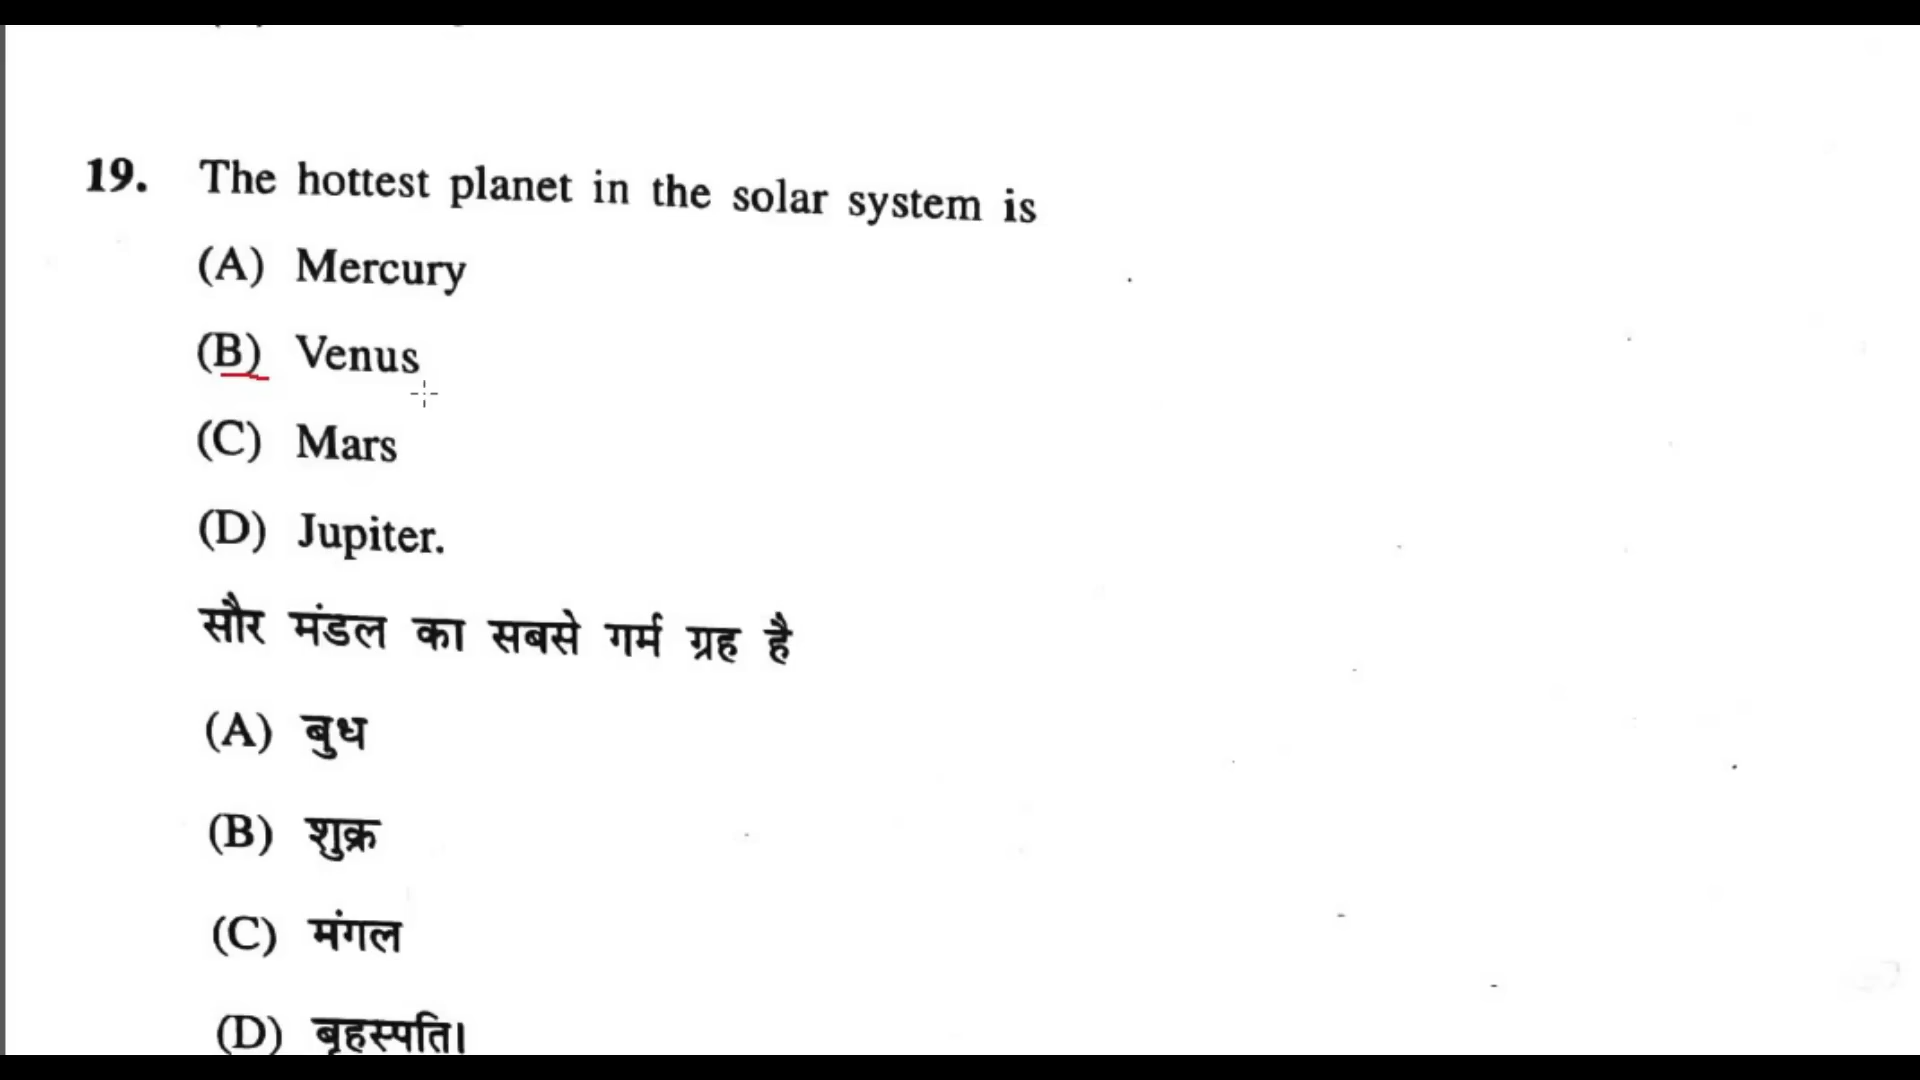 19. The hottest planet in the solar system is
(A) Mercury
(B) Venus
(C) Mars
(D) Jupiter.
सौर मंडल का सबसे गर्म ग्रह है
(A) बुध
(B) शुक्र
(C) मंगल
(D) बृहस्पति।